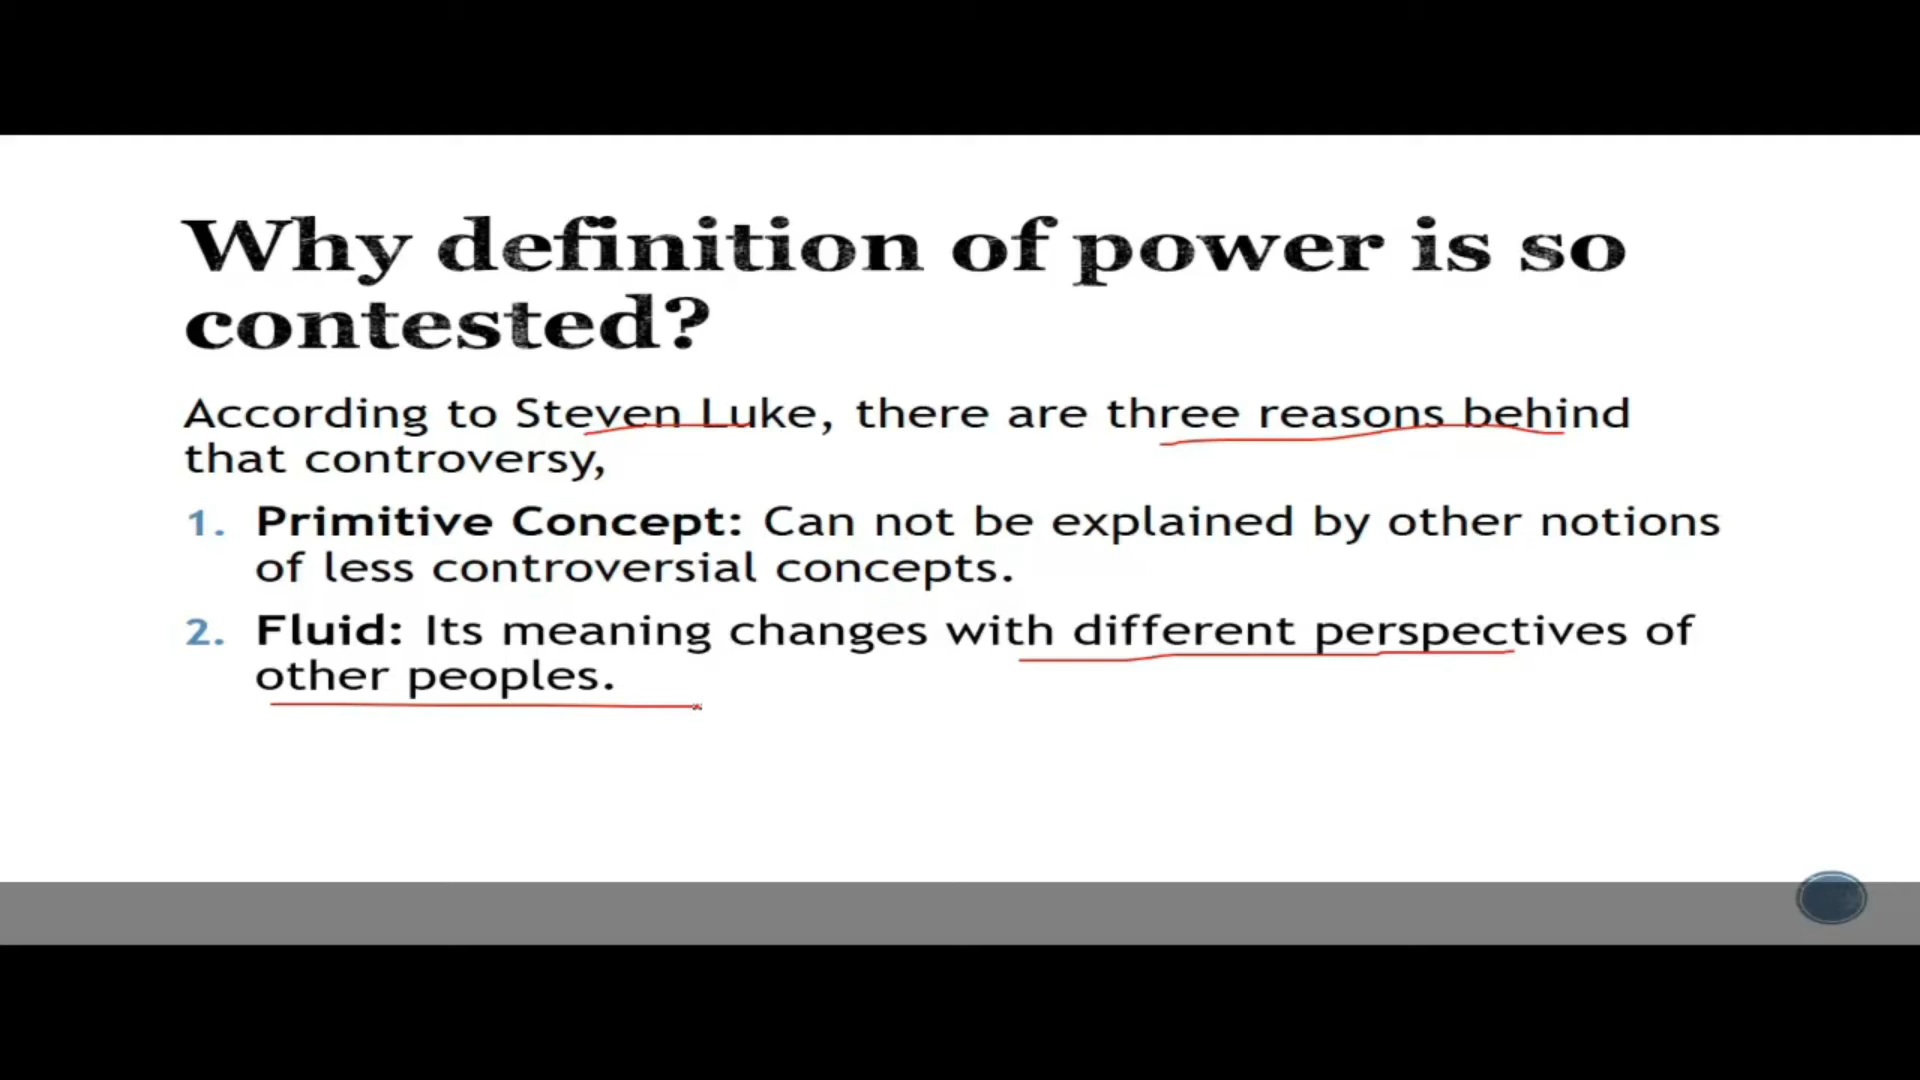 Why definition of power is so
contested?
According to Steven Luke, there are three reasons behind
that controversy,
1. Primitive Concept: Can not be explained by other notions
of less controversial concepts.
2. Fluid: Its meaning changes with different perspectives of
other peoples.